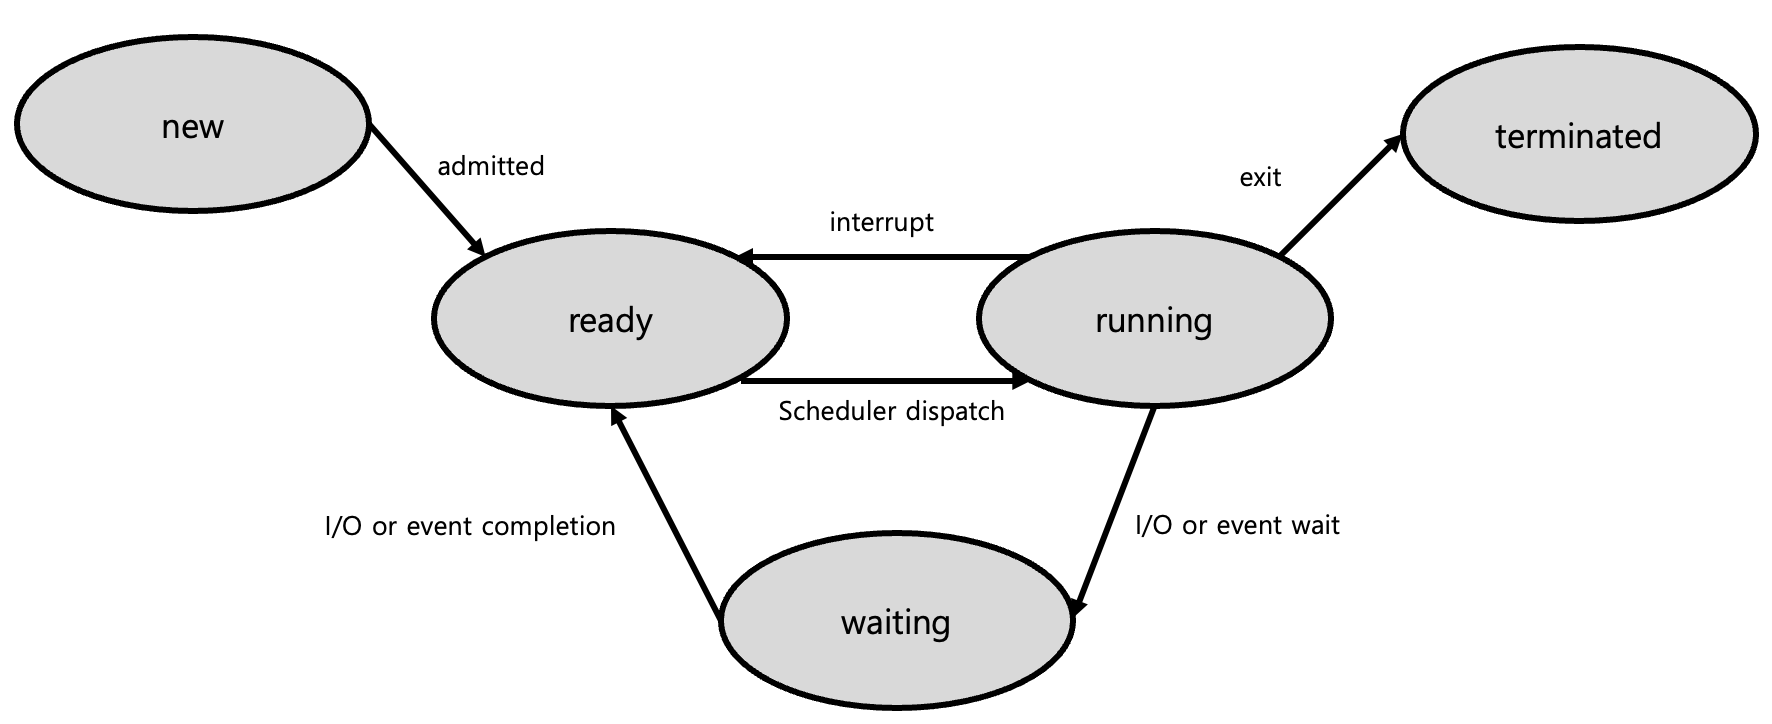 new
terminated
admitted
exit
interrupt
ready
running
Scheduler dispatch
I/O or event completion
I/O or event wait
waiting